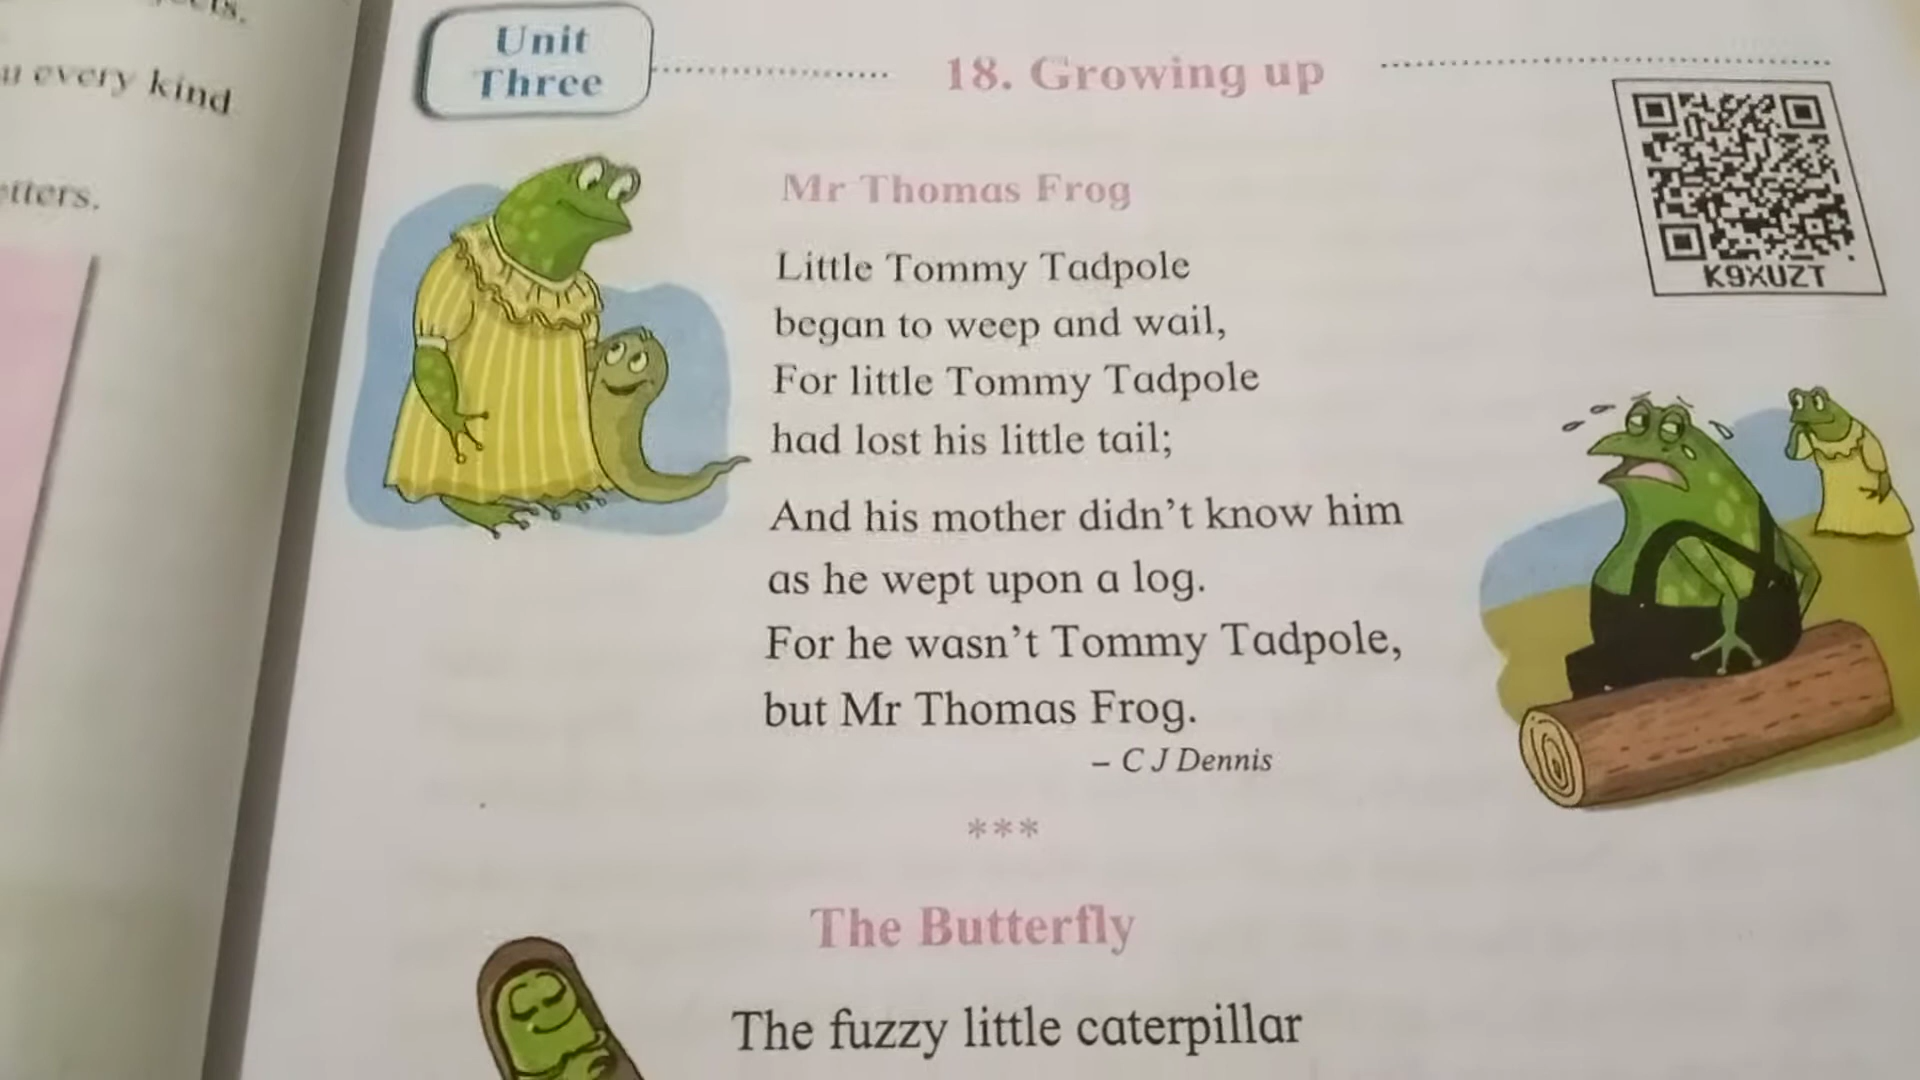 every kind
etters.
Unit
Three
18. Growing up
K9XUZT
Mr Thomas Frog
Little Tommy Tadpole
began to weep and wail,
For little Tommy Tadpole
had lost his little tail;
And his mother didn't know him
as he wept upon a log.
For he wasn't Tommy Tadpole,
but Mr Thomas Frog.
– C J Dennis
***
The Butterfly
The fuzzy little caterpillar